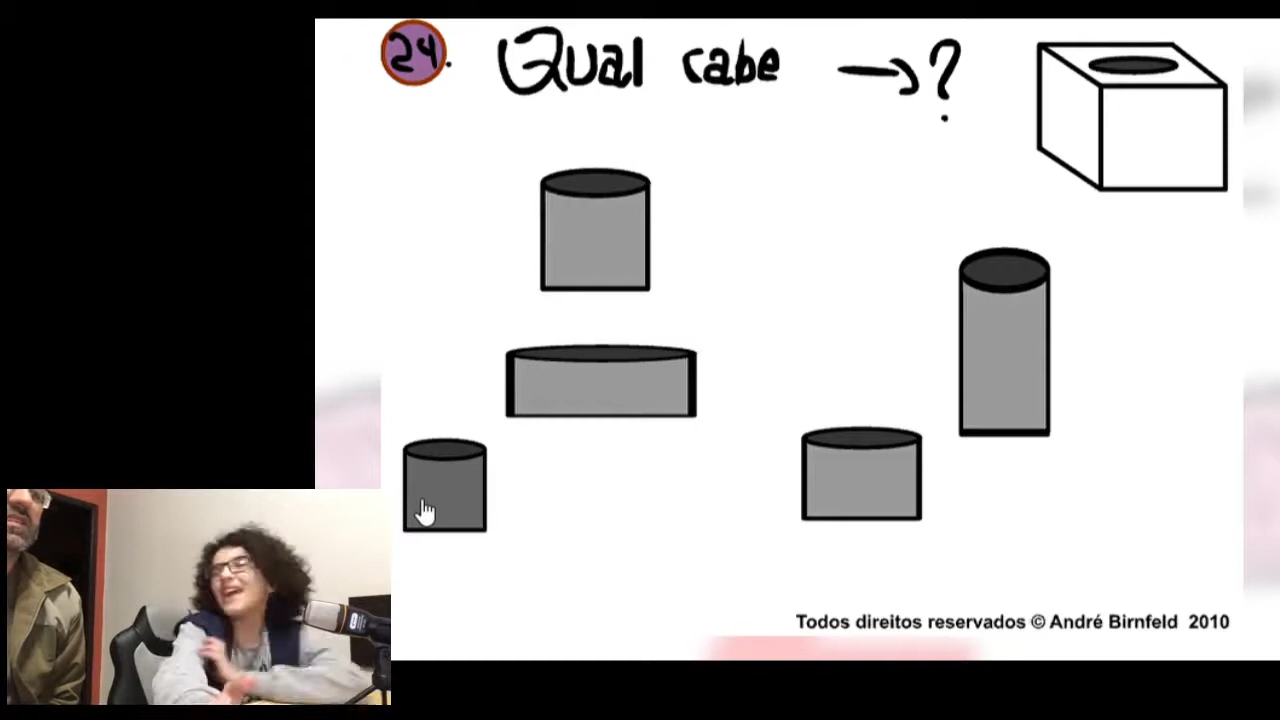 24. Qual cabe → ?
Todos direitos reservados © André Birnfeld 2010